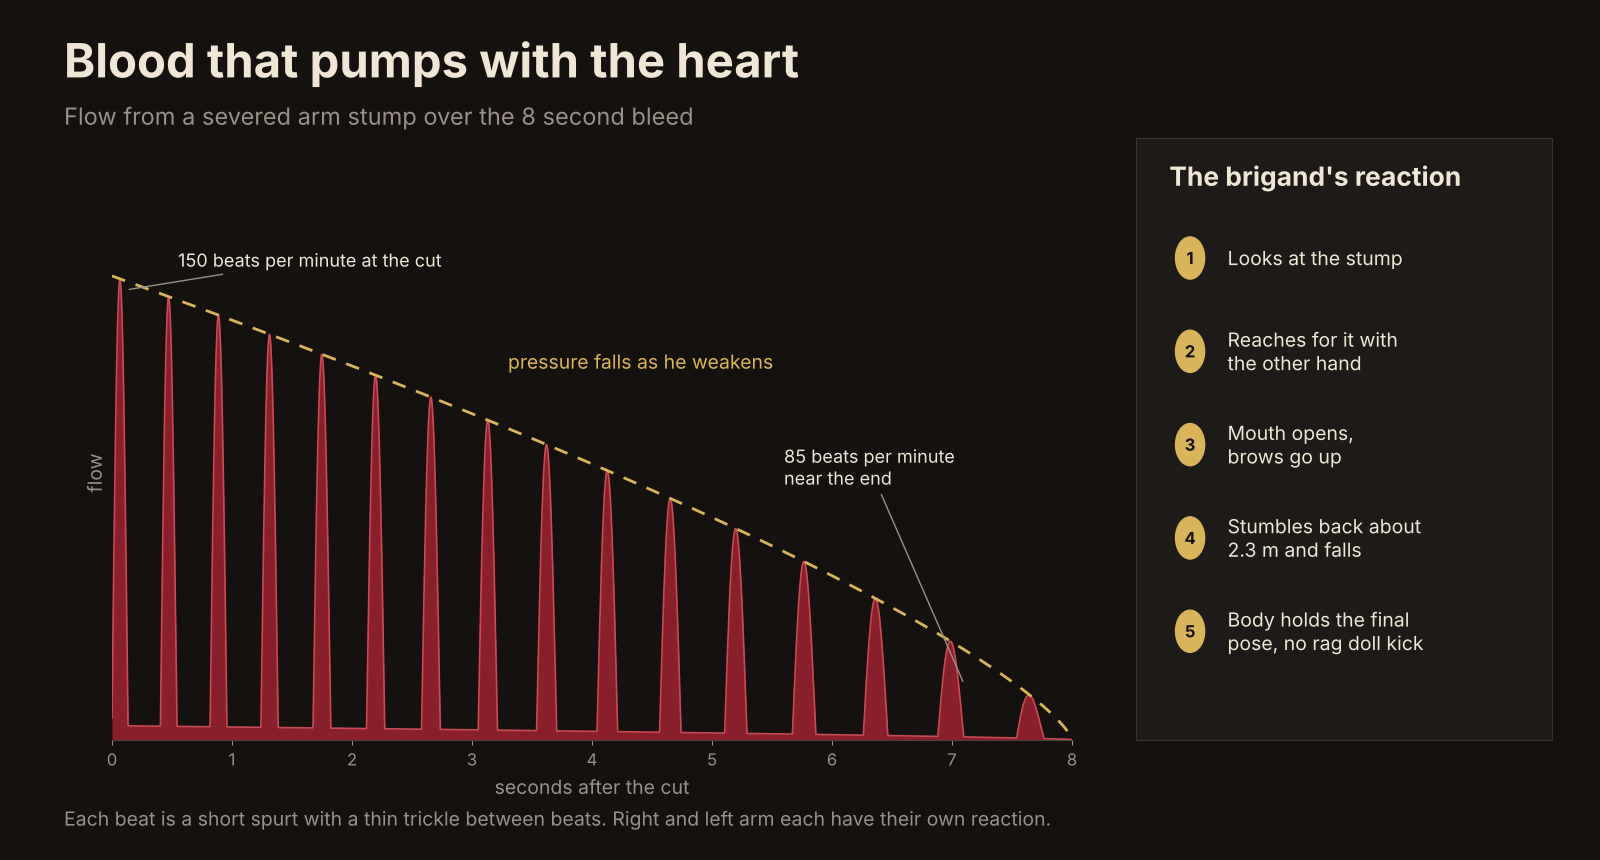 Blood that pumps with the heart
Flow from a severed arm stump over the 8 second bleed
150 beats per minute at the cut
pressure falls as he weakens
85 beats per minute
near the end
flow
0 1 2 3 4 5 6 7 8
seconds after the cut
Each beat is a short spurt with a thin trickle between beats. Right and left arm each have their own reaction.
The brigand's reaction
1 Looks at the stump
2 Reaches for it with
the other hand
3 Mouth opens,
brows go up
4 Stumbles back about
2.3 m and falls
5 Body holds the final
pose, no rag doll kick